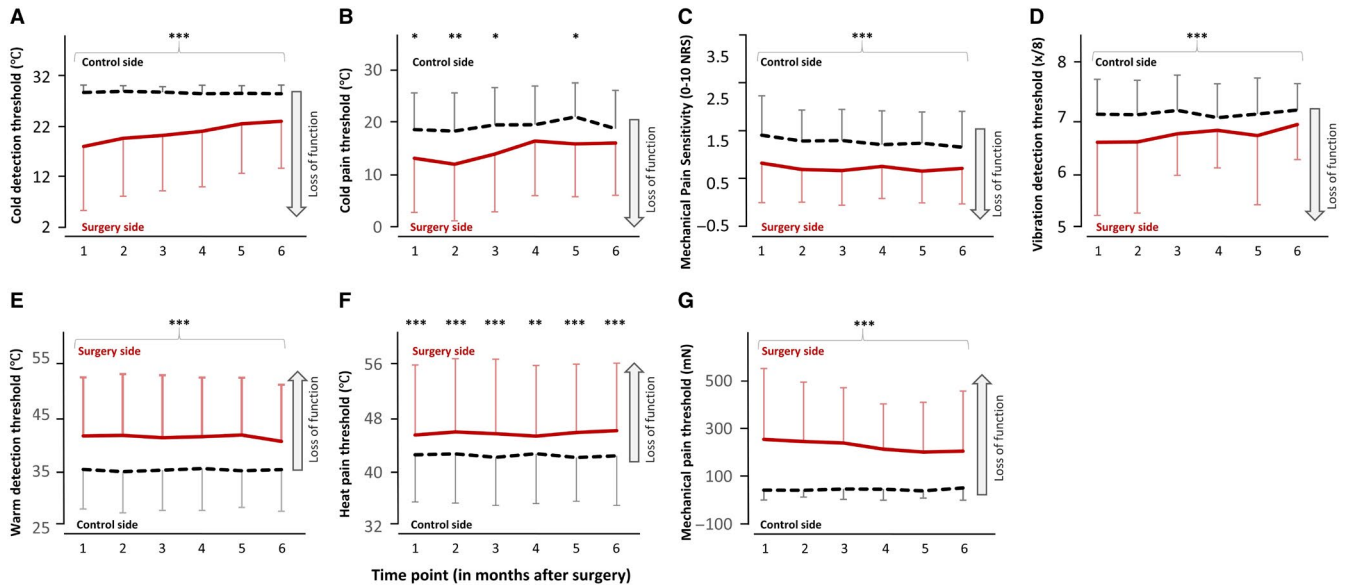 A
Cold detection threshold (°C)
***
Control side
32
22
12
2
Loss of function
Surgery side
1 2 3 4 5 6
B
Cold pain threshold (°C)
* ** * *
Control side
30
20
10
0
Loss of function
Surgery side
1 2 3 4 5 6
C
Mechanical Pain Sensitivity (0-10 NRS)
***
Control side
3.5
2.5
1.5
0.5
−0.5
Loss of function
Surgery side
1 2 3 4 5 6
D
Vibration detection threshold (x/8)
***
Control side
8
7
6
5
Loss of function
Surgery side
1 2 3 4 5 6
E
Warm detection threshold (°C)
***
Surgery side
55
45
35
25
Loss of function
Control side
1 2 3 4 5 6
F
Heat pain threshold (°C)
*** *** *** ** *** ***
Surgery side
56
48
40
32
Loss of function
Control side
1 2 3 4 5 6
G
Mechanical pain threshold (mN)
***
Surgery side
500
300
100
−100
Loss of function
Control side
1 2 3 4 5 6
Time point (in months after surgery)